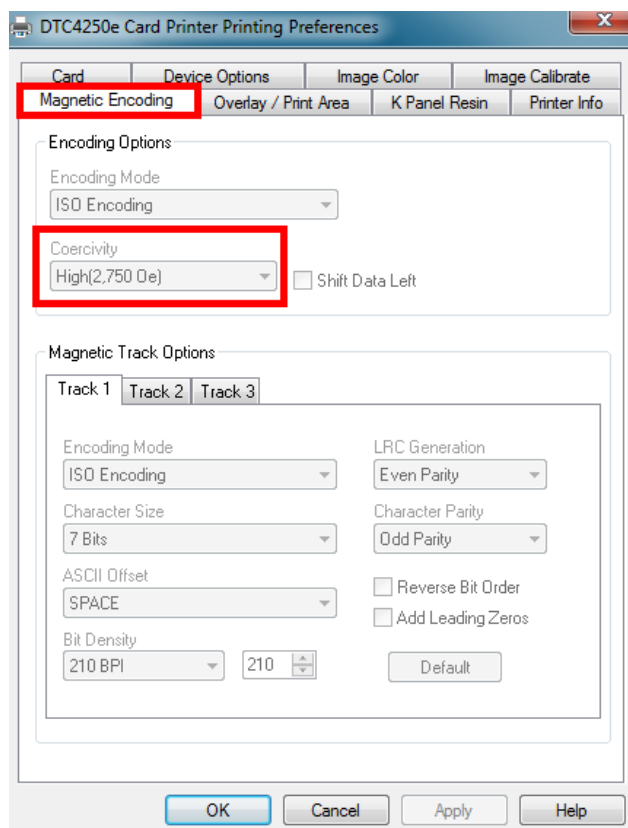 DTC4250e Card Printer Printing Preferences
Card Device Options Image Color Image Calibrate
Magnetic Encoding Overlay / Print Area K Panel Resin Printer Info
Encoding Options
Encoding Mode
ISO Encoding
Coercivity
High(2,750 Oe) Shift Data Left
Magnetic Track Options
Track 1 Track 2 Track 3
Encoding Mode LRC Generation
ISO Encoding Even Parity
Character Size Character Parity
7 Bits Odd Parity
ASCII Offset Reverse Bit Order
SPACE Add Leading Zeros
Bit Density
210 BPI 210 Default
OK Cancel Apply Help